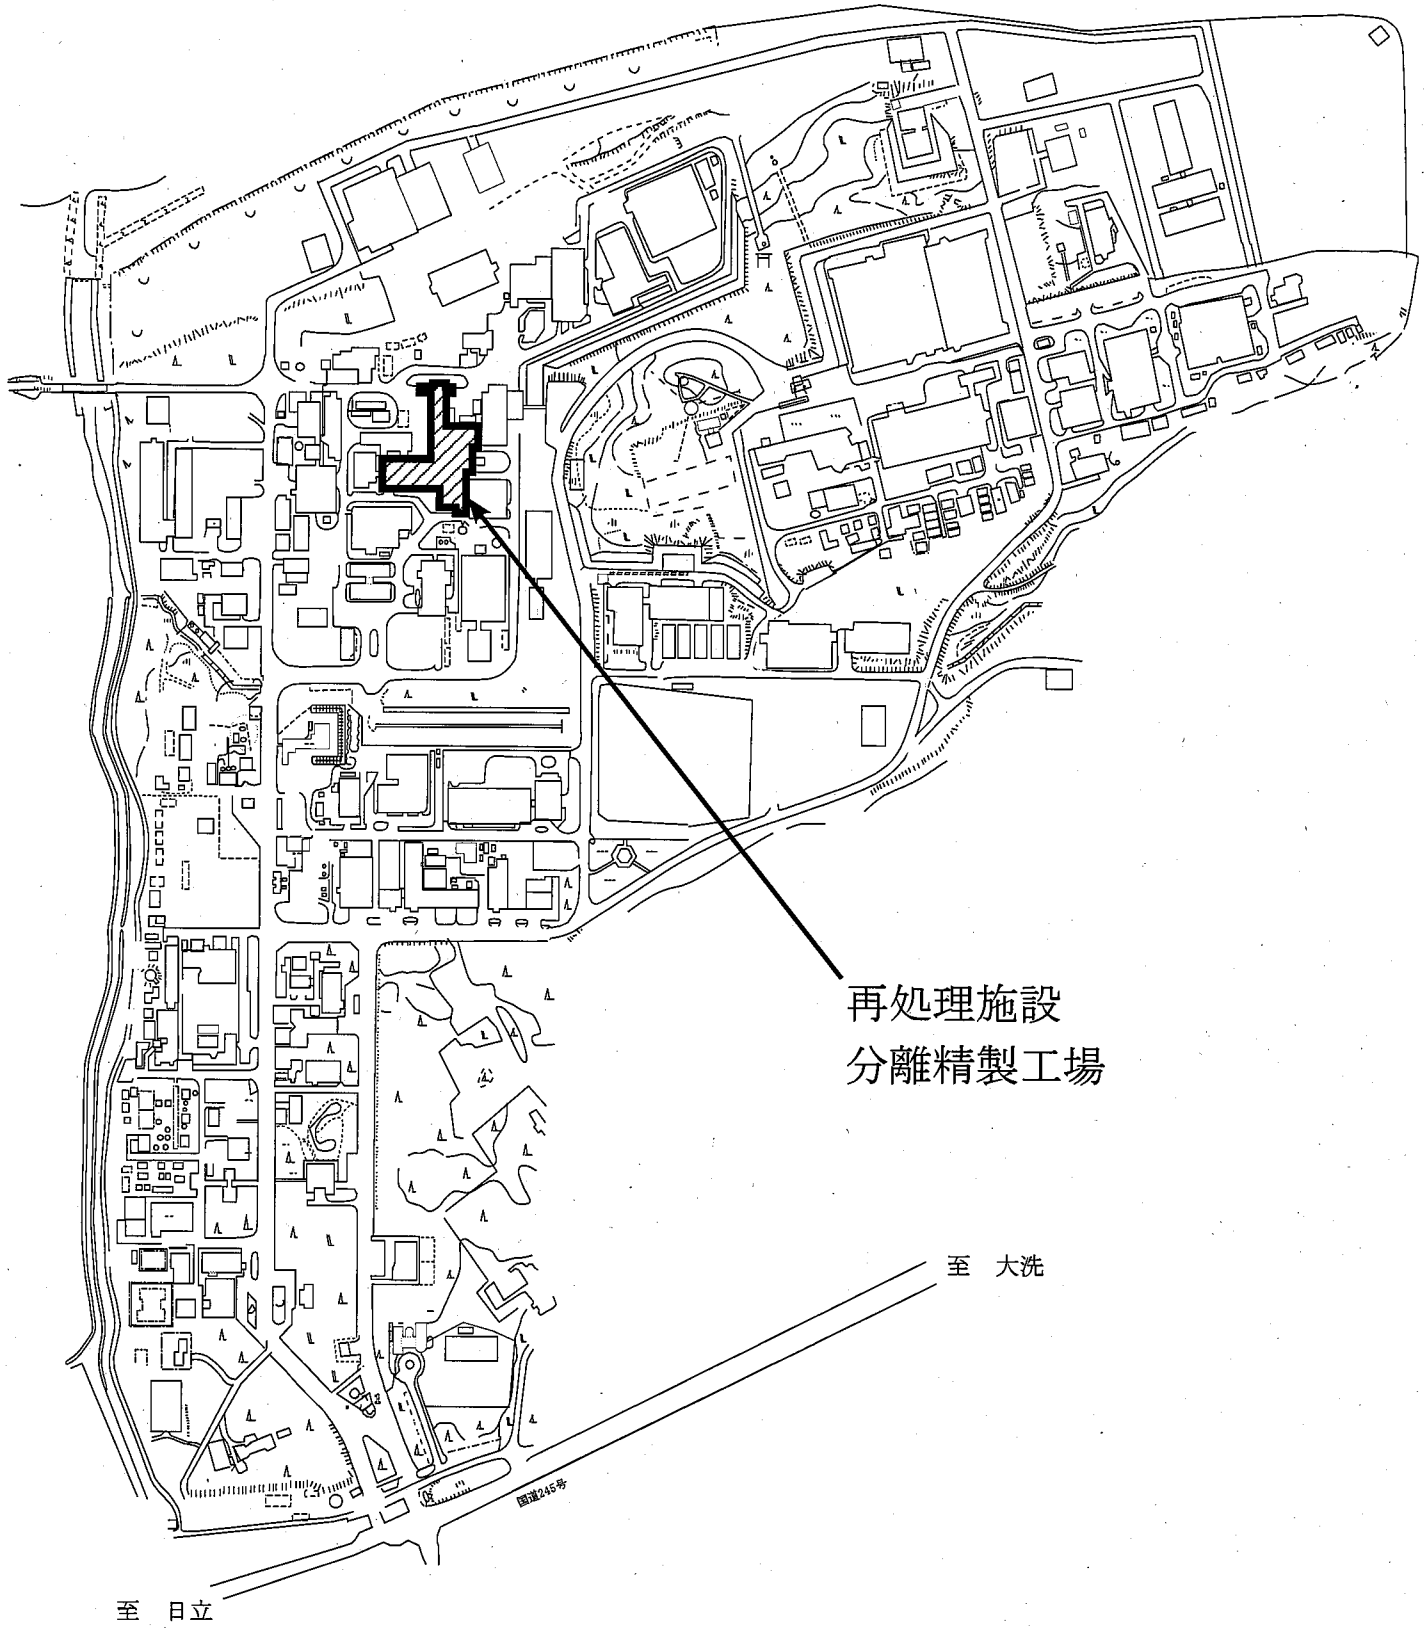 再処理施設
分離精製工場
至　大洗
国道245号
至　日立